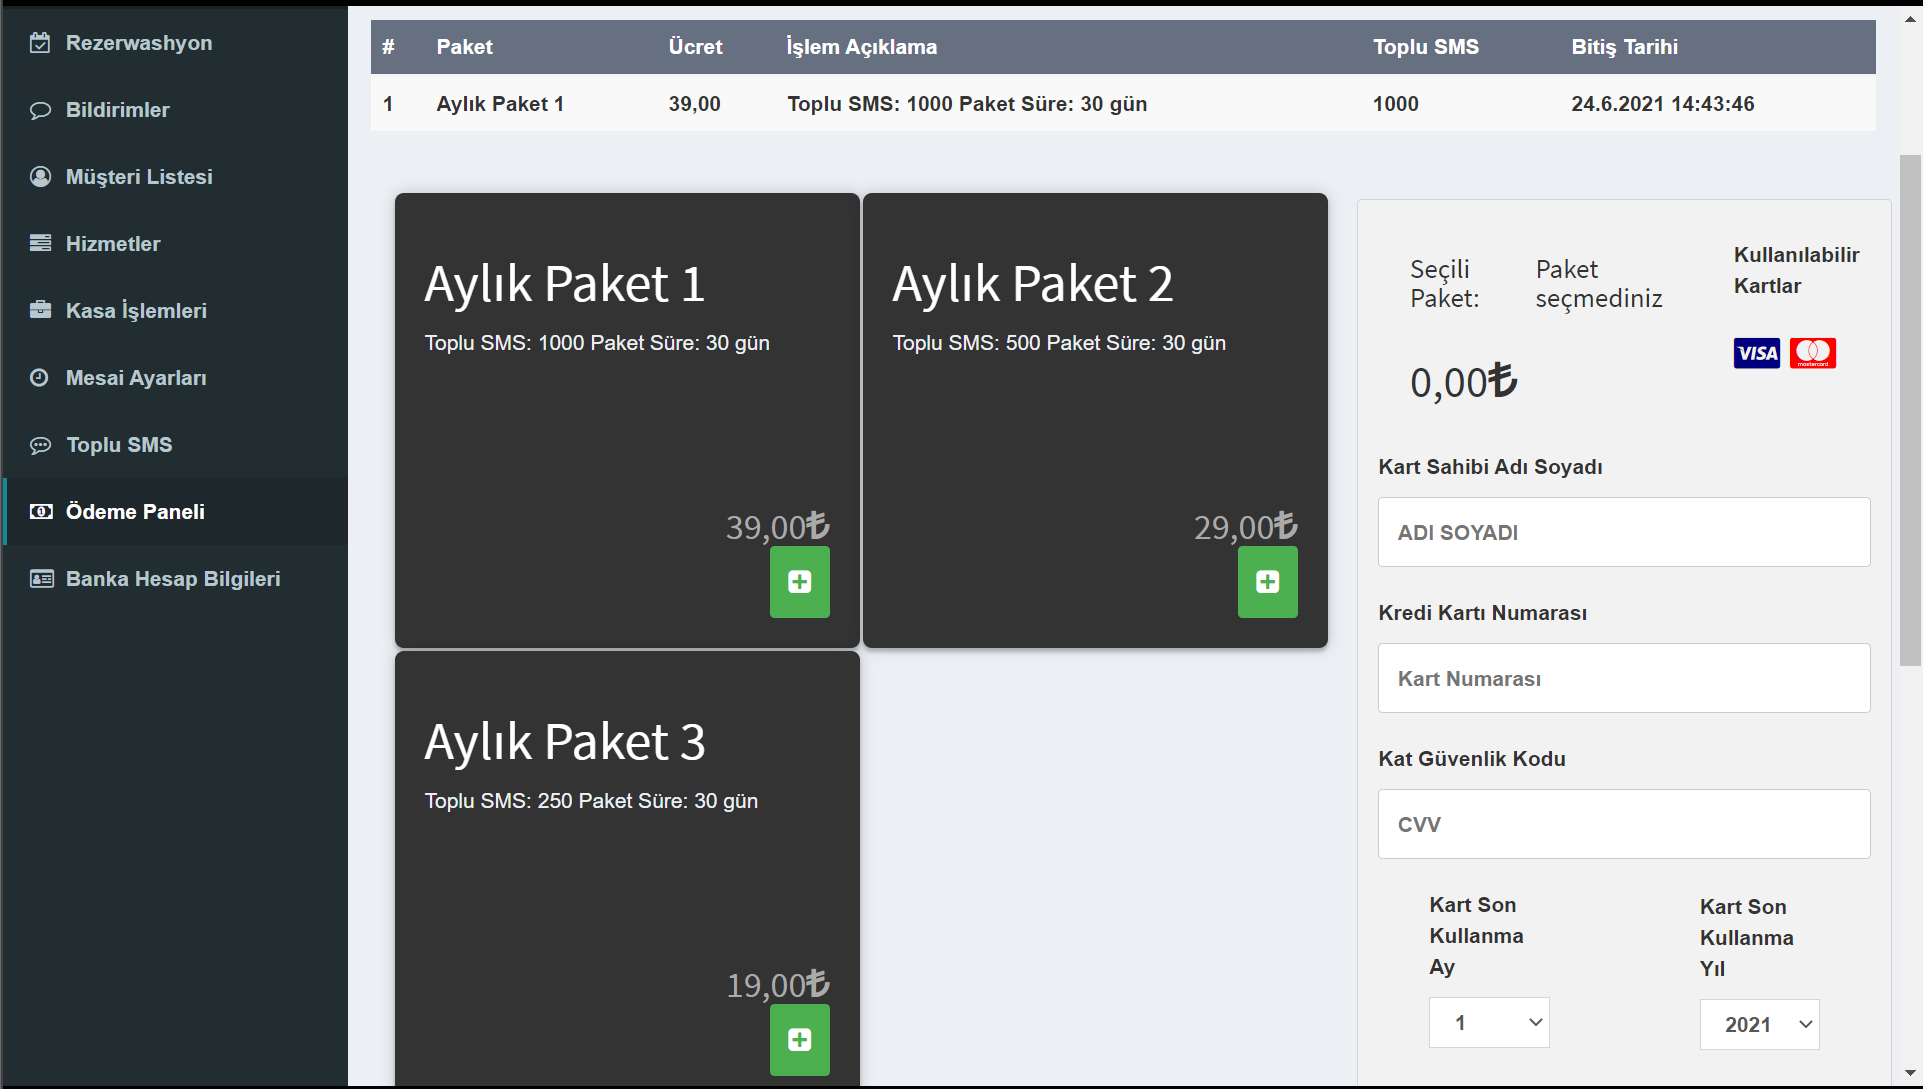 Rezerwashyon
Bildirimler
Müşteri Listesi
Hizmetler
Kasa İşlemleri
Mesai Ayarları
Toplu SMS
Ödeme Paneli
Banka Hesap Bilgileri
# Paket Ücret İşlem Açıklama Toplu SMS Bitiş Tarihi
1 Aylık Paket 1 39,00 Toplu SMS: 1000 Paket Süre: 30 gün 1000 24.6.2021 14:43:46
Aylık Paket 1
Toplu SMS: 1000 Paket Süre: 30 gün
39,00₺
Aylık Paket 2
Toplu SMS: 500 Paket Süre: 30 gün
29,00₺
Aylık Paket 3
Toplu SMS: 250 Paket Süre: 30 gün
19,00₺
Seçili
Paket:
Paket
seçmediniz
Kullanılabilir
Kartlar
VISA
mastercard
0,00₺
Kart Sahibi Adı Soyadı
ADI SOYADI
Kredi Kartı Numarası
Kart Numarası
Kat Güvenlik Kodu
CVV
Kart Son
Kullanma
Ay
1
Kart Son
Kullanma
Yıl
2021